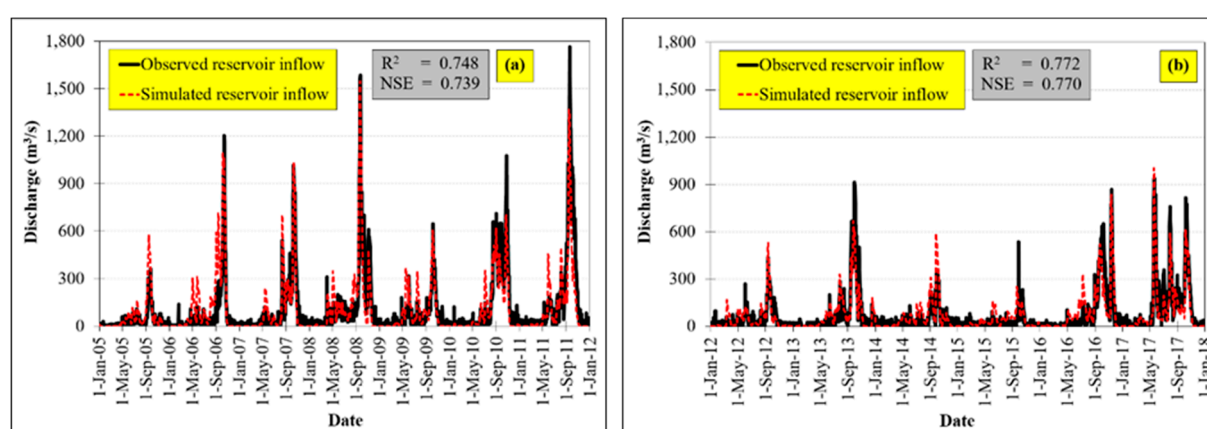 1,800
1,500
1,200
900
600
300
0
Discharge (m³/s)
Observed reservoir inflow
Simulated reservoir inflow
R² = 0.748
NSE = 0.739
(a)
1-Jan-05
1-May-05
1-Sep-05
1-Jan-06
1-May-06
1-Sep-06
1-Jan-07
1-May-07
1-Sep-07
1-Jan-08
1-May-08
1-Sep-08
1-Jan-09
1-May-09
1-Sep-09
1-Jan-10
1-May-10
1-Sep-10
1-Jan-11
1-May-11
1-Sep-11
1-Jan-12
Date
1,800
1,500
1,200
900
600
300
0
Discharge (m³/s)
Observed reservoir inflow
Simulated reservoir inflow
R² = 0.772
NSE = 0.770
(b)
1-Jan-12
1-May-12
1-Sep-12
1-Jan-13
1-May-13
1-Sep-13
1-Jan-14
1-May-14
1-Sep-14
1-Jan-15
1-May-15
1-Sep-15
1-Jan-16
1-May-16
1-Sep-16
1-Jan-17
1-May-17
1-Sep-17
1-Jan-18
Date